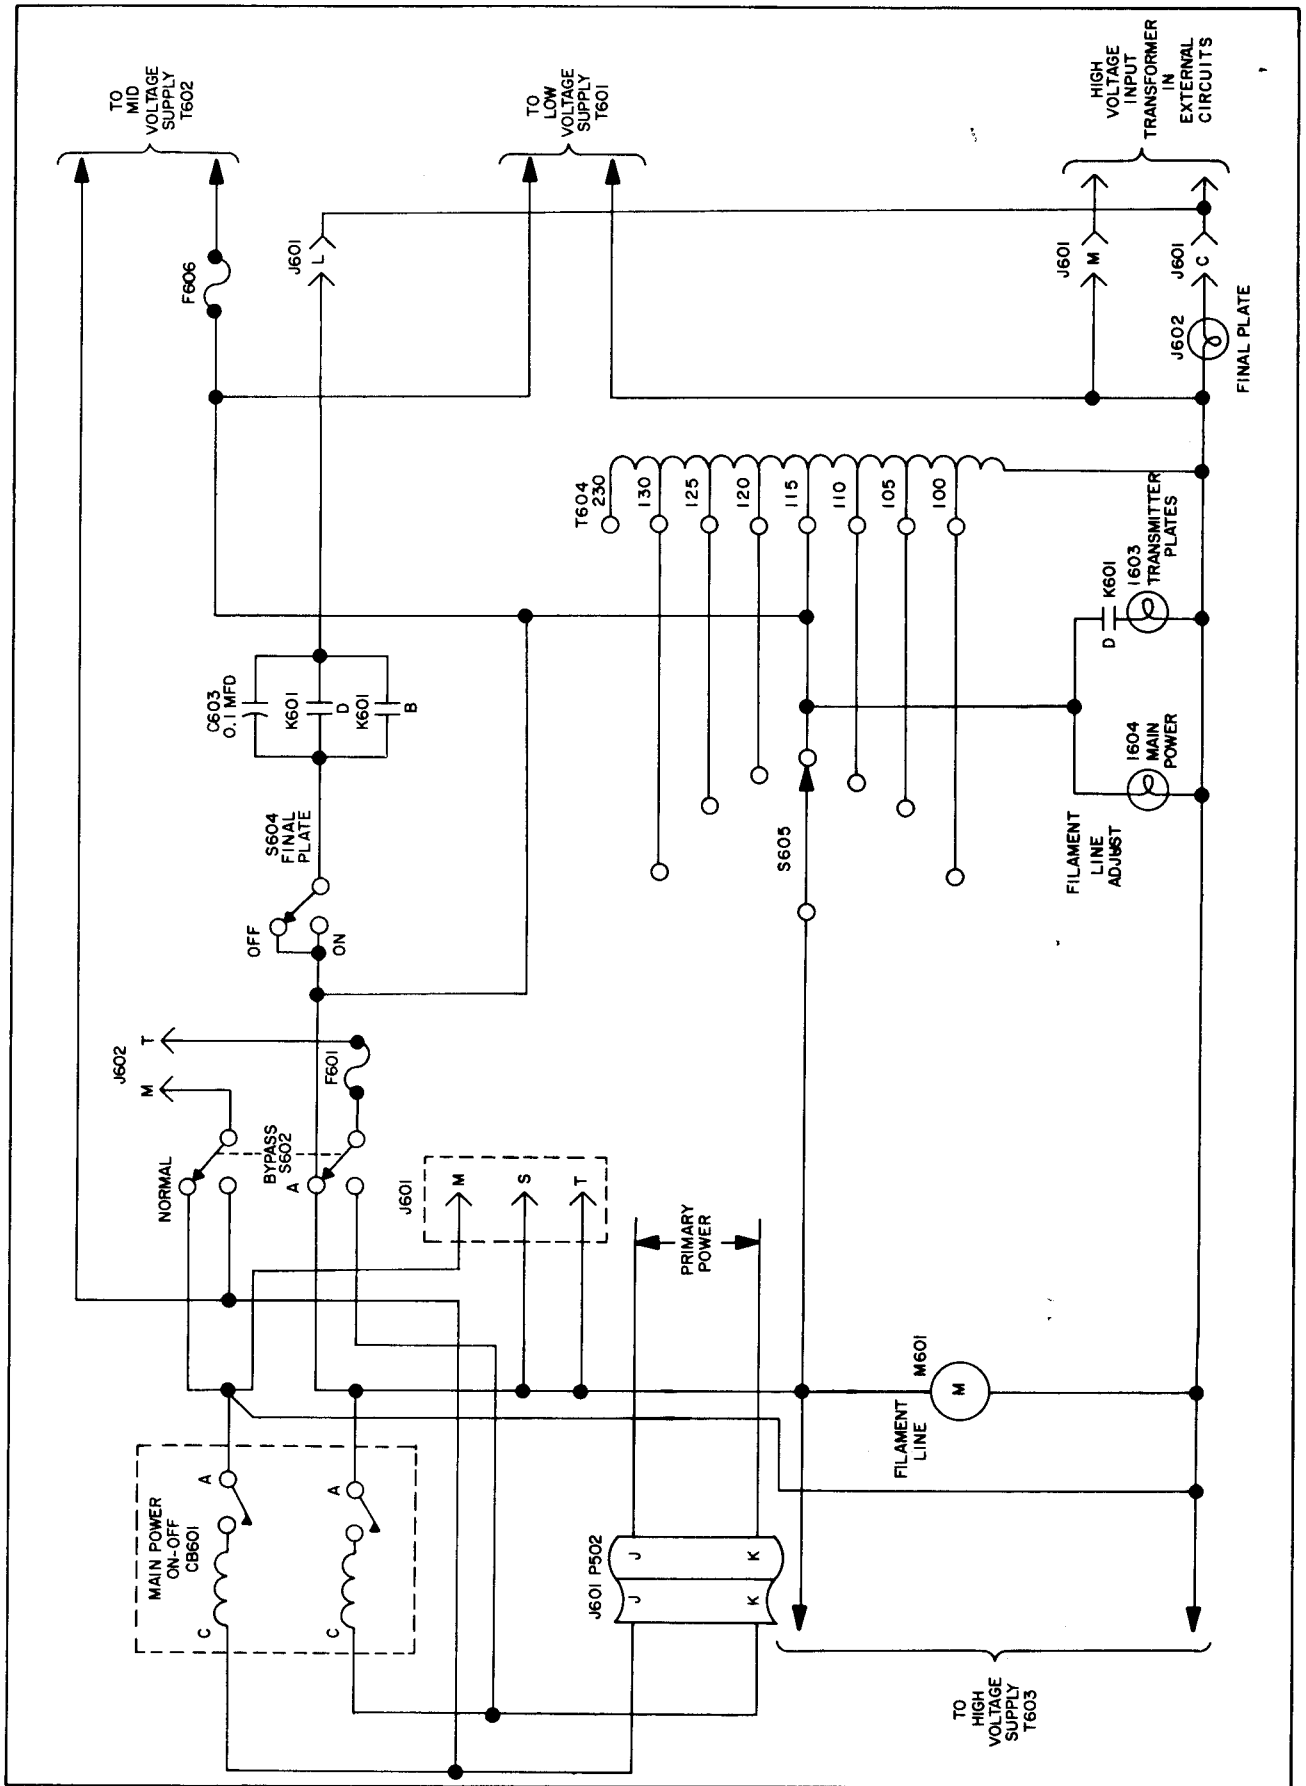 TO
MID
VOLTAGE
SUPPLY
T602
TO
LOW
VOLTAGE
SUPPLY
T601
HIGH
VOLTAGE
INPUT
TRANSFORMER
IN
EXTERNAL
CIRCUITS
F606
J601
L
J601
M
J601
C
J602
FINAL PLATE
T604
230
130
125
120
115
110
105
100
C603
0.1 MFD
K601
D
K601
B
S604
FINAL
PLATE
OFF
ON
D
K601
1603
TRANSMITTER
PLATES
1604
MAIN
POWER
FILAMENT
LINE
ADJUST
S605
J602
M
T
F601
NORMAL
BYPASS
S602
A
J601
M
S
T
PRIMARY
POWER
MAIN POWER
ON-OFF
CB601
A
C
A
C
J601 P502
J
J
K
K
FILAMENT
LINE
M601
M
TO
HIGH
VOLTAGE
SUPPLY
T603